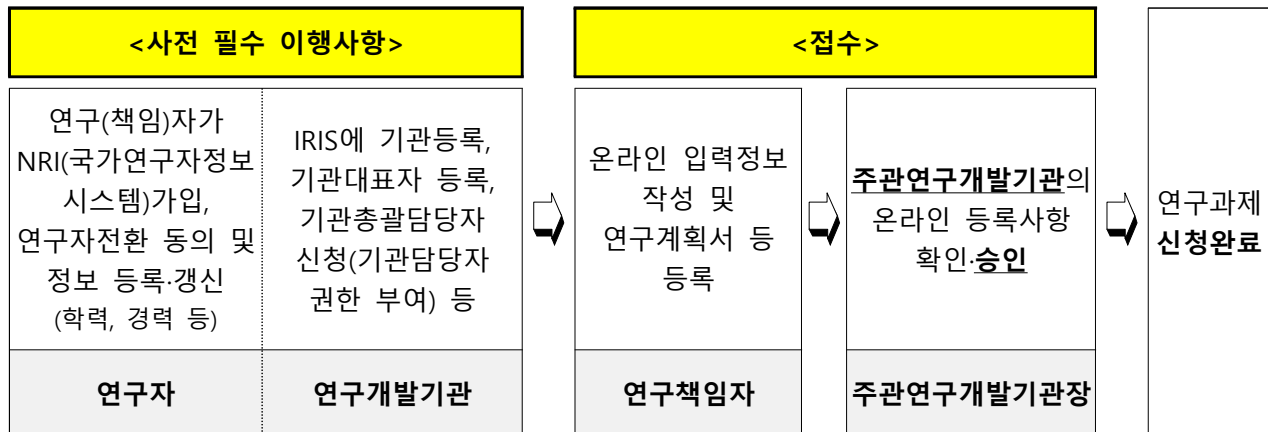 <사전 필수 이행사항>
연구(책임)자가
NRI(국가연구자정보
시스템)가입,
연구자전환 동의 및
정보 등록·갱신
(학력, 경력 등)
연구자
IRIS에 기관등록,
기관대표자 등록,
기관총괄담당자
신청(기관담당자
권한 부여) 등
연구개발기관
<접수>
온라인 입력정보
작성 및
연구계획서 등
등록
연구책임자
주관연구개발기관의
온라인 등록사항
확인·승인
주관연구개발기관장
연구과제
신청완료